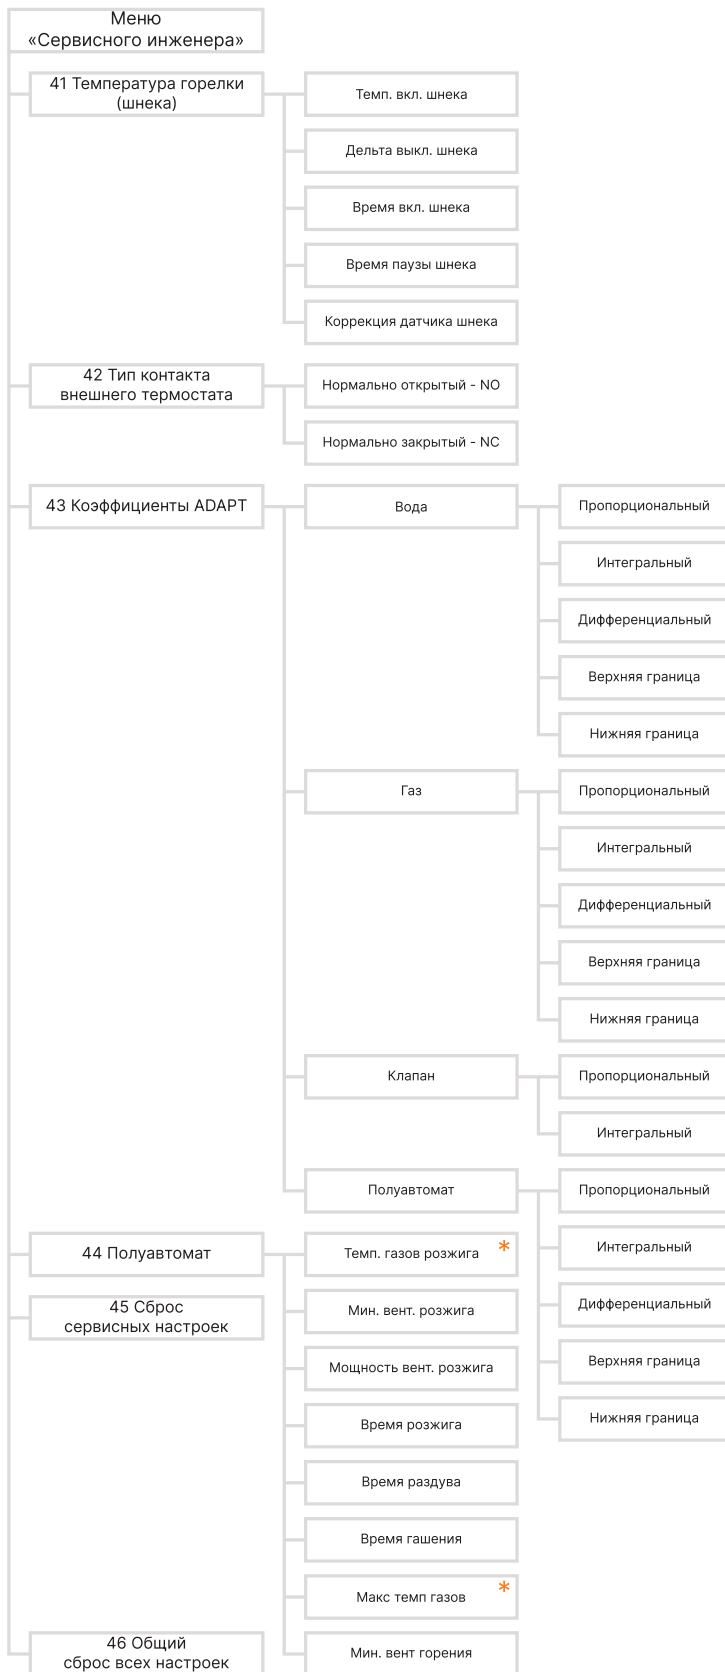 Меню
«Сервисного инженера»
41 Температура горелки
(шнека)
Темп. вкл. шнека
Дельта выкл. шнека
Время вкл. шнека
Время паузы шнека
Коррекция датчика шнека
42 Тип контакта
внешнего термостата
Нормально открытый - NO
Нормально закрытый - NC
43 Коэффициенты ADAPT
Вода
Пропорциональный
Интегральный
Дифференциальный
Верхняя граница
Нижняя граница
Газ
Пропорциональный
Интегральный
Дифференциальный
Верхняя граница
Нижняя граница
Клапан
Пропорциональный
Интегральный
Полуавтомат
Пропорциональный
Интегральный
Дифференциальный
Верхняя граница
Нижняя граница
44 Полуавтомат
Темп. газов розжига *
Мин. вент. розжига
Мощность вент. розжига
Время розжига
Время раздува
Время гашения
Макс темп газов *
Мин. вент горения
45 Сброс
сервисных настроек
46 Общий
сброс всех настроек